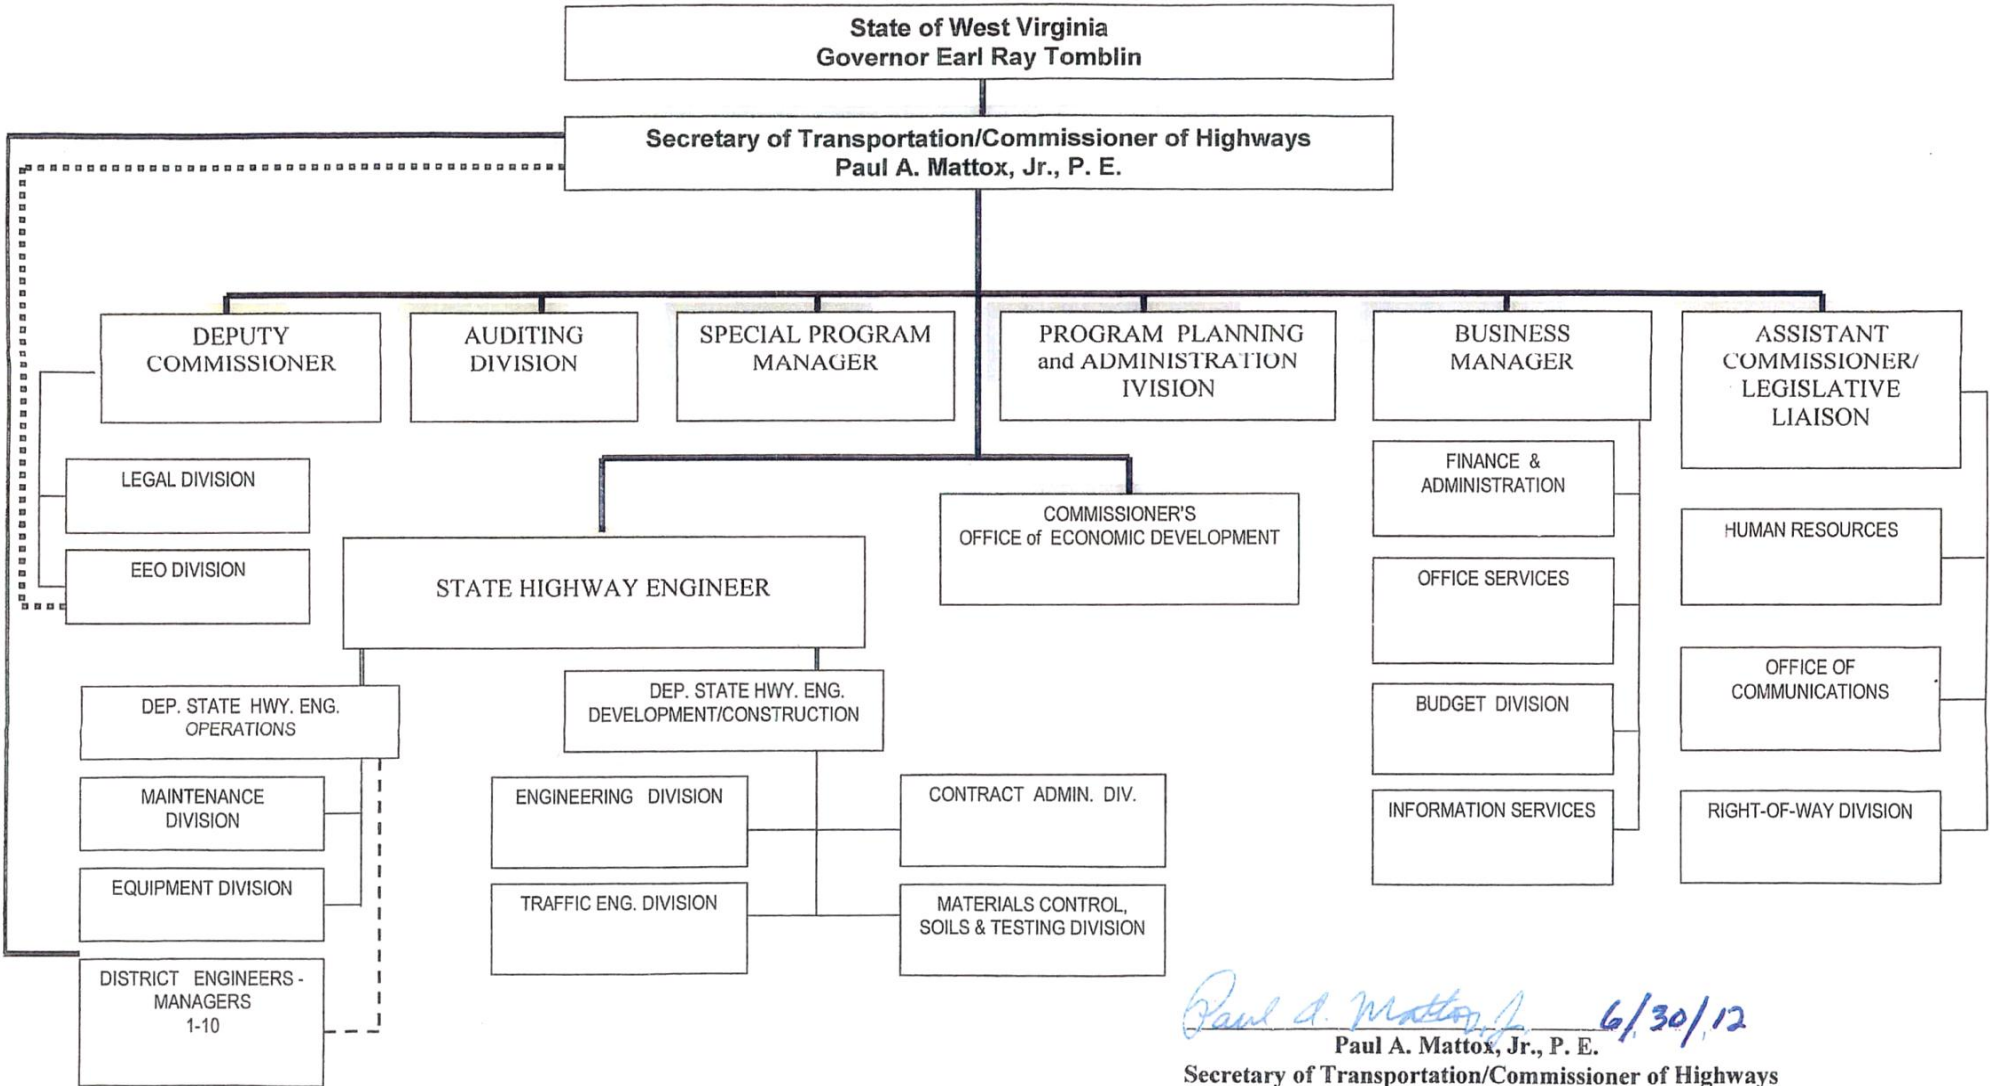 State of West Virginia
Governor Earl Ray Tomblin
Secretary of Transportation/Commissioner of Highways
Paul A. Mattox, Jr., P. E.
DEPUTY
COMMISSIONER
AUDITING
DIVISION
SPECIAL PROGRAM
MANAGER
PROGRAM PLANNING
and ADMINISTRATION
IVISION
BUSINESS
MANAGER
ASSISTANT
COMMISSIONER/
LEGISLATIVE
LIAISON
LEGAL DIVISION
EEO DIVISION
STATE HIGHWAY ENGINEER
COMMISSIONER'S
OFFICE of ECONOMIC DEVELOPMENT
FINANCE &
ADMINISTRATION
OFFICE SERVICES
BUDGET DIVISION
INFORMATION SERVICES
HUMAN RESOURCES
OFFICE OF
COMMUNICATIONS
RIGHT-OF-WAY DIVISION
DEP. STATE HWY. ENG.
OPERATIONS
MAINTENANCE
DIVISION
EQUIPMENT DIVISION
DISTRICT ENGINEERS -
MANAGERS
1-10
DEP. STATE HWY. ENG.
DEVELOPMENT/CONSTRUCTION
ENGINEERING DIVISION
CONTRACT ADMIN. DIV.
TRAFFIC ENG. DIVISION
MATERIALS CONTROL,
SOILS & TESTING DIVISION
Paul A. Mattox, Jr. 6/30/12
Paul A. Mattox, Jr., P. E.
Secretary of Transportation/Commissioner of Highways